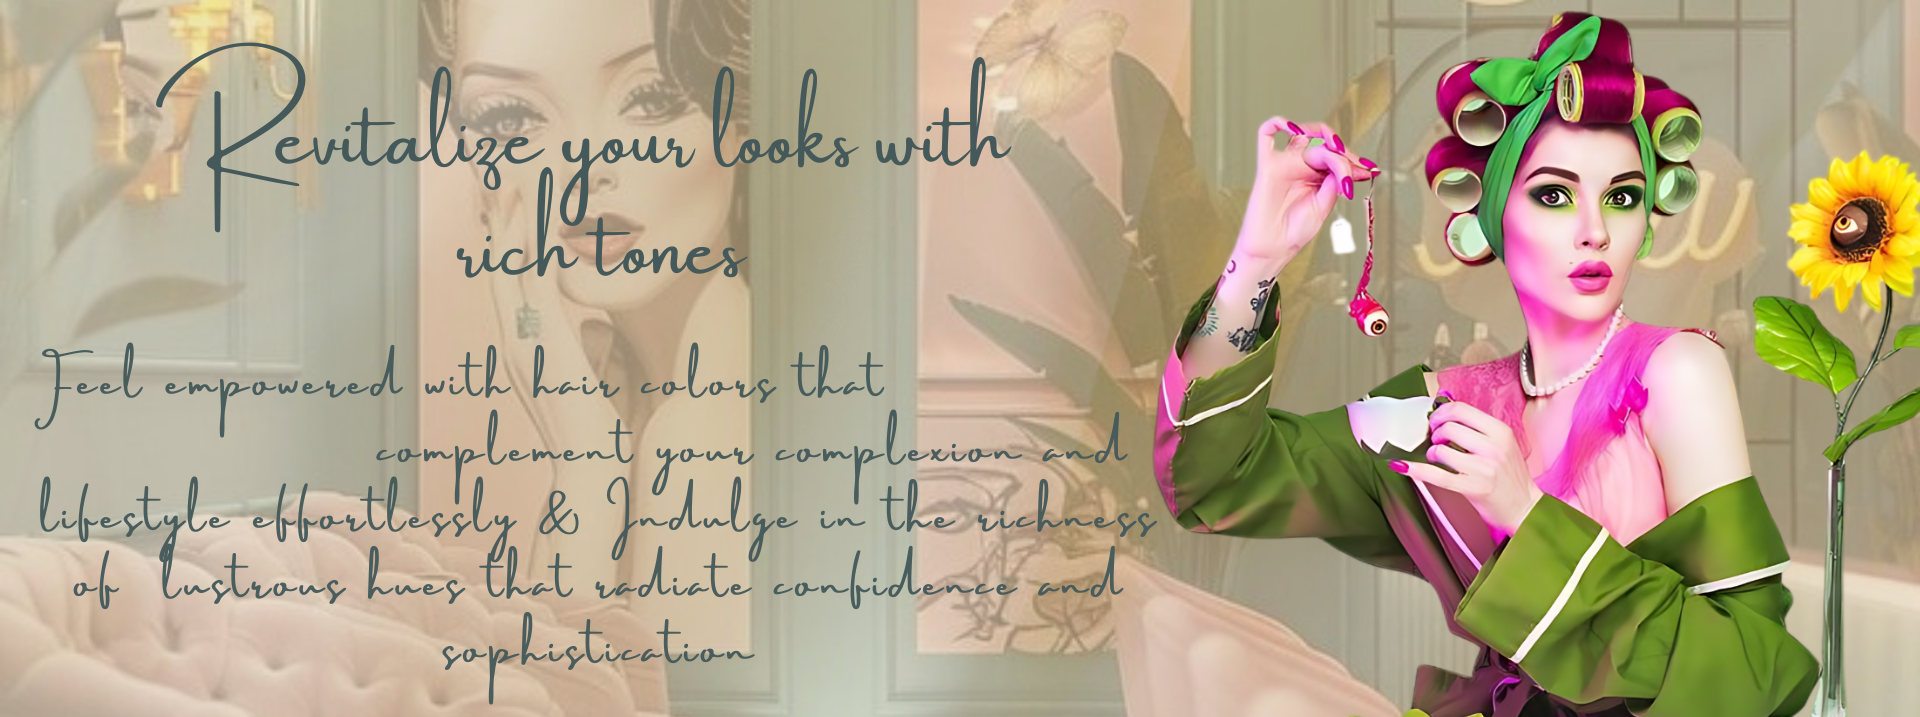 Revitalize your looks with
rich tones
Feel empowered with hair colors that
complement your complexion and
lifestyle effortlessly & Indulge in the richness
of lustrous hues that radiate confidence and
sophistication